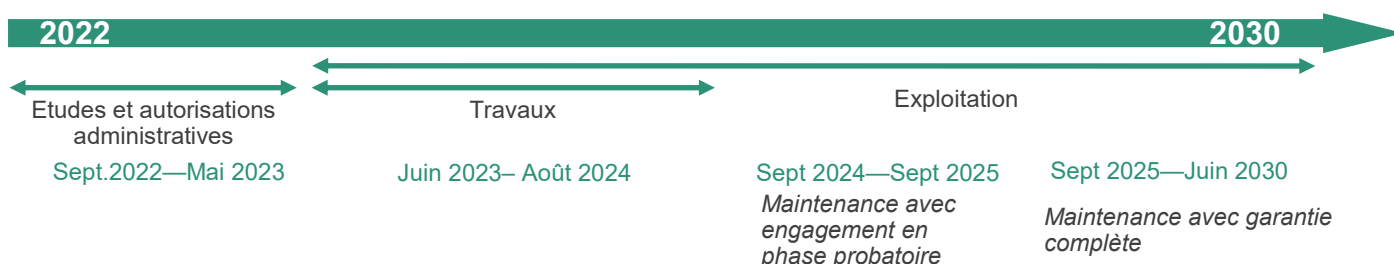 2022
2030
Etudes et autorisations
administratives
Travaux
Exploitation
Sept.2022—Mai 2023
Juin 2023– Août 2024
Sept 2024—Sept 2025
Sept 2025—Juin 2030
Maintenance avec
engagement en
phase probatoire
Maintenance avec garantie
complète